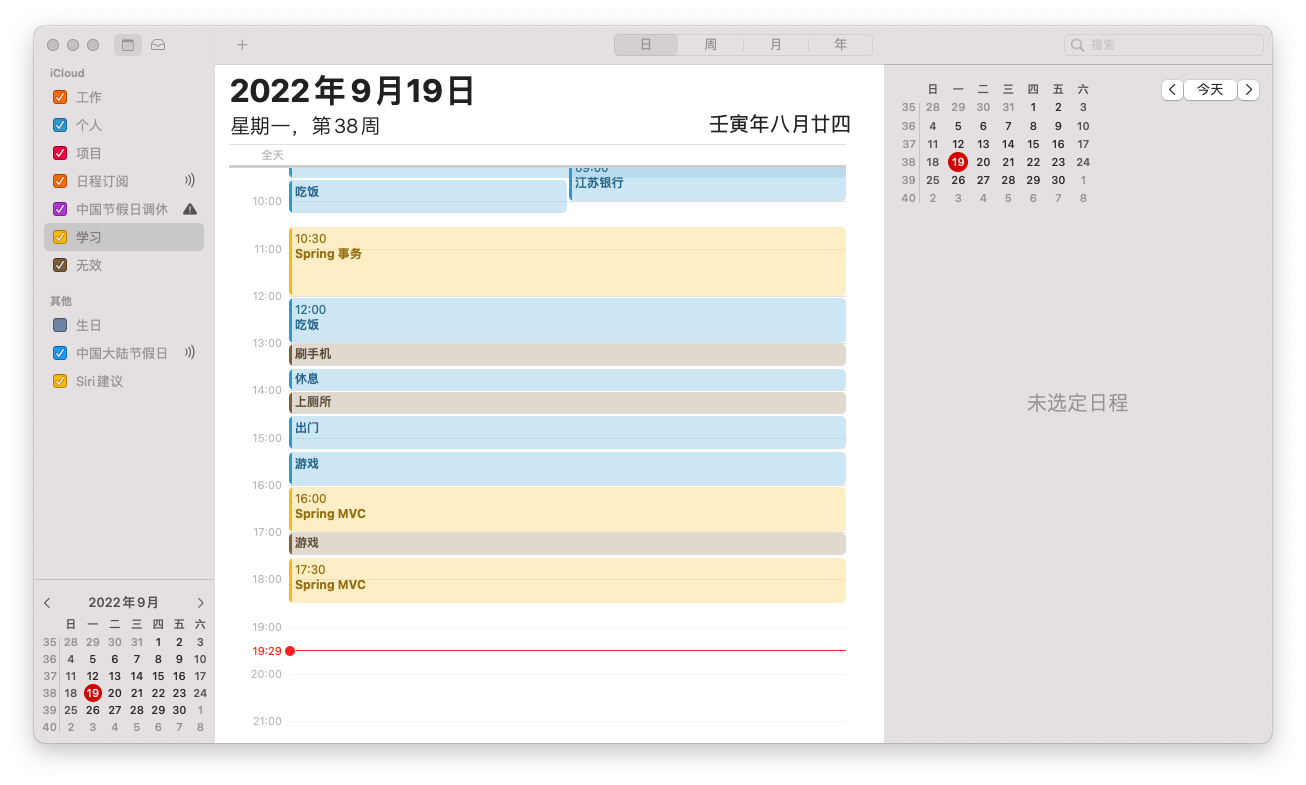 日 周 月 年
搜索
iCloud
工作
个人
项目
日程订阅
中国节假日调休
学习
无效
其他
生日
中国大陆节假日
Siri建议
2022年9月
日 一 二 三 四 五 六
35 28 29 30 31 1 2 3
36 4 5 6 7 8 9 10
37 11 12 13 14 15 16 17
38 18 19 20 21 22 23 24
39 25 26 27 28 29 30 1
40 2 3 4 5 6 7 8
2022年9月19日
星期一，第38周
壬寅年八月廿四
全天
09:00
江苏银行
吃饭
10:00
10:30
11:00
Spring 事务
12:00
12:00
吃饭
13:00
刷手机
休息
14:00
上厕所
出门
15:00
游戏
16:00
16:00
Spring MVC
17:00
游戏
17:30
18:00
Spring MVC
19:00
19:29
20:00
21:00
日 一 二 三 四 五 六
35 28 29 30 31 1 2 3
36 4 5 6 7 8 9 10
37 11 12 13 14 15 16 17
38 18 19 20 21 22 23 24
39 25 26 27 28 29 30 1
40 2 3 4 5 6 7 8
今天
未选定日程